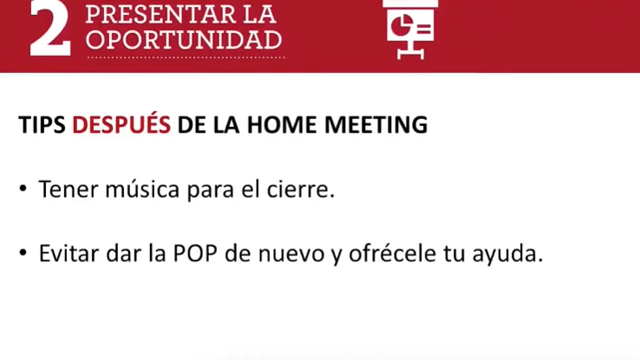 2 PRESENTAR LA
OPORTUNIDAD
TIPS DESPUÉS DE LA HOME MEETING
• Tener música para el cierre.
• Evitar dar la POP de nuevo y ofrécele tu ayuda.